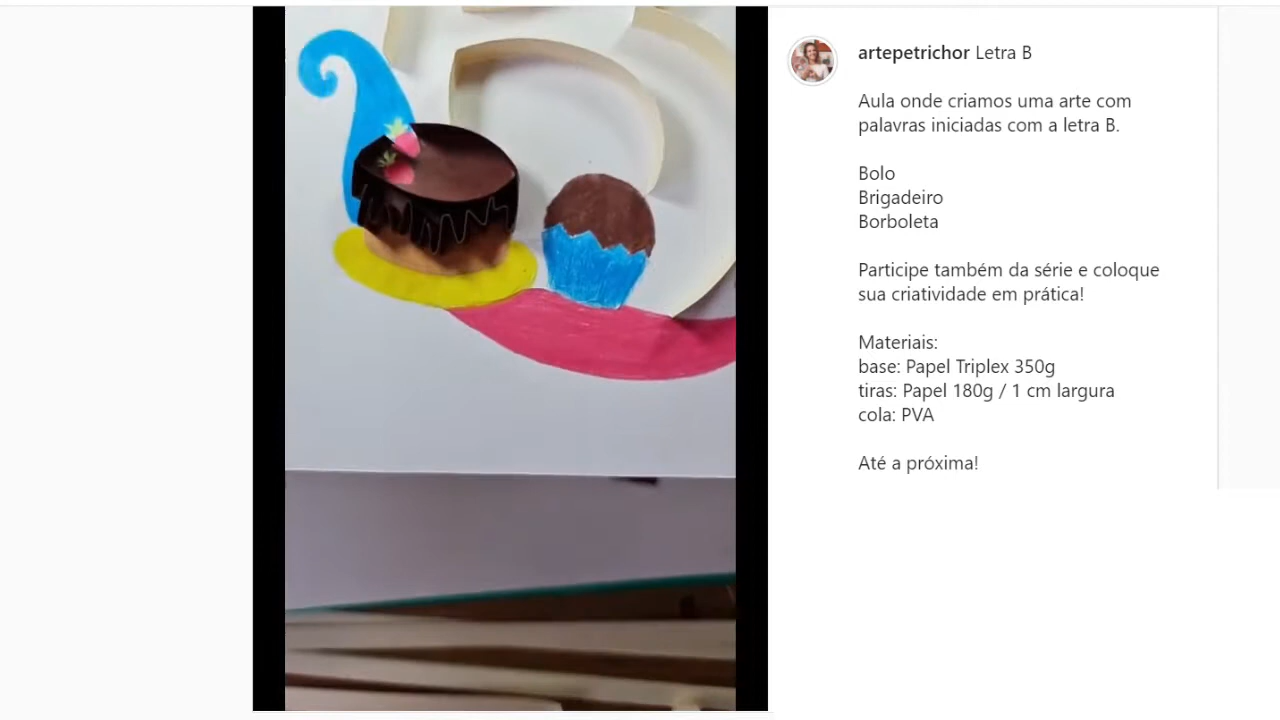 artepetrichor Letra B
Aula onde criamos uma arte com
palavras iniciadas com a letra B.
Bolo
Brigadeiro
Borboleta
Participe também da série e coloque
sua criatividade em prática!
Materiais:
base: Papel Triplex 350g
tiras: Papel 180g / 1 cm largura
cola: PVA
Até a próxima!